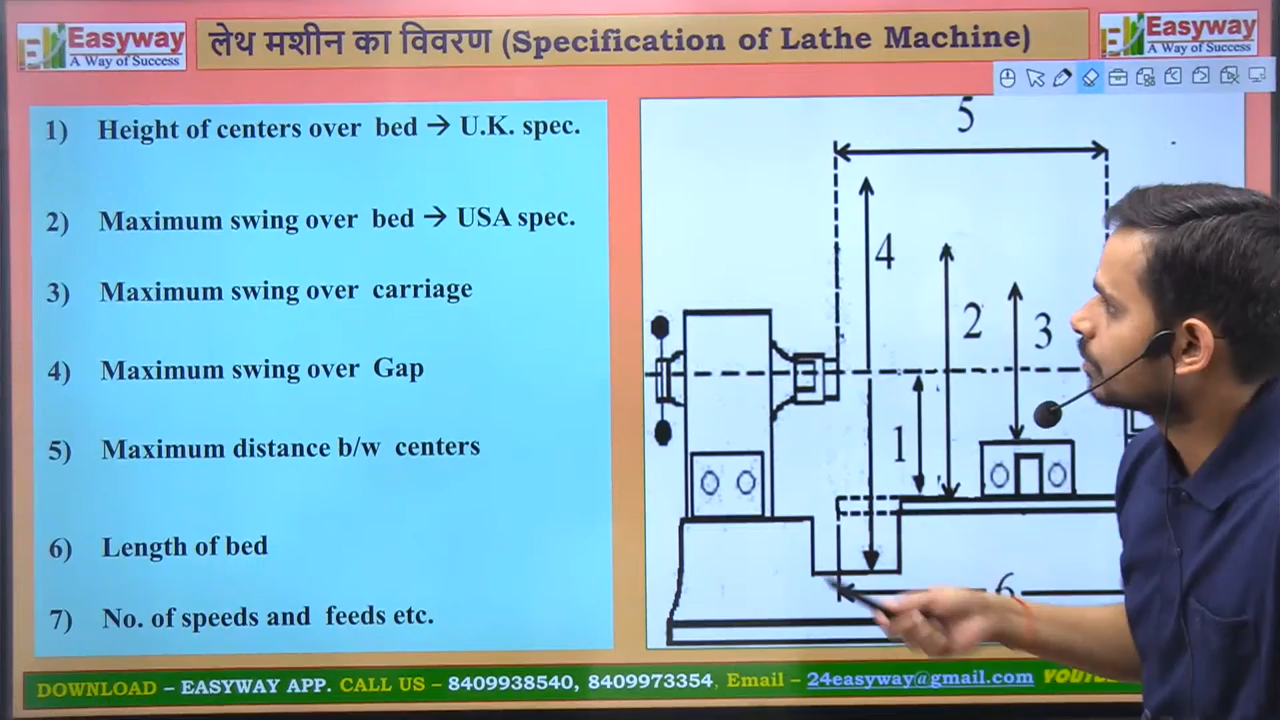 Easyway
A Way of Success
लेथ मशीन का विवरण (Specification of Lathe Machine)
Easyway
A Way of Success
1) Height of centers over bed → U.K. spec.
2) Maximum swing over bed → USA spec.
3) Maximum swing over carriage
4) Maximum swing over Gap
5) Maximum distance b/w centers
6) Length of bed
7) No. of speeds and feeds etc.
5
4
2
3
1
6
DOWNLOAD – EASYWAY APP. CALL US – 8409938540, 8409973354, Email – 24easyway@gmail.com